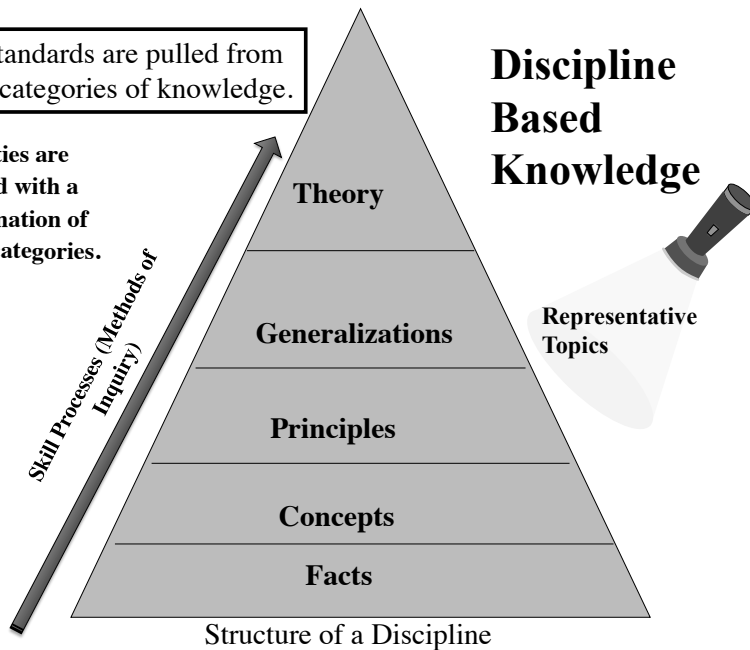 tandards are pulled from
categories of knowledge.
Discipline
Based
Knowledge
ties are
d with a
nation of
ategories.
Theory
Skill Processes (Methods of
Inquiry)
Representative
Topics
Generalizations
Principles
Concepts
Facts
Structure of a Discipline